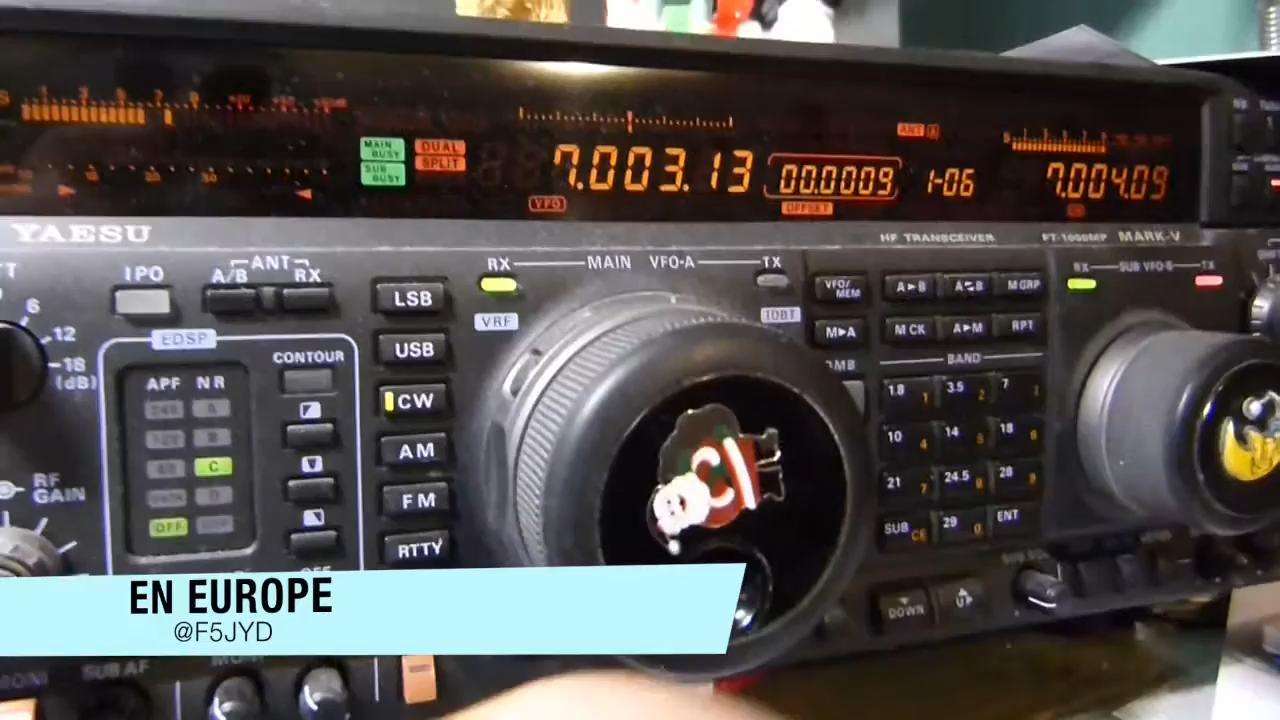 MAIN BUSY
SUB BUSY
DUAL
SPLIT
7.003.13
VFO
00.0009
OFFSET
1-06
ANT A
7.004.09
YAESU
HF TRANSCEIVER
FT-1000MP MARK-V
IPO
ANT
A/B
RX
RX
MAIN VFO-A
TX
VRF
IDBT
LSB
USB
CW
AM
FM
RTTY
EDSP
APF
NR
A
B
C
D
OFF
CONTOUR
6
12
18
(dB)
RF GAIN
VFO/MEM
A▸B
M GRP
M▸A
M CK
A▸M
RPT
BAND
1.8 1
3.5 2
7
10 4
14 5
18 6
21 7
24.5 8
28 9
SUB CE
29 0
ENT
DOWN
UP
RX
SUB VFO-B
TX
EN EUROPE
@F5JYD
SUB AF